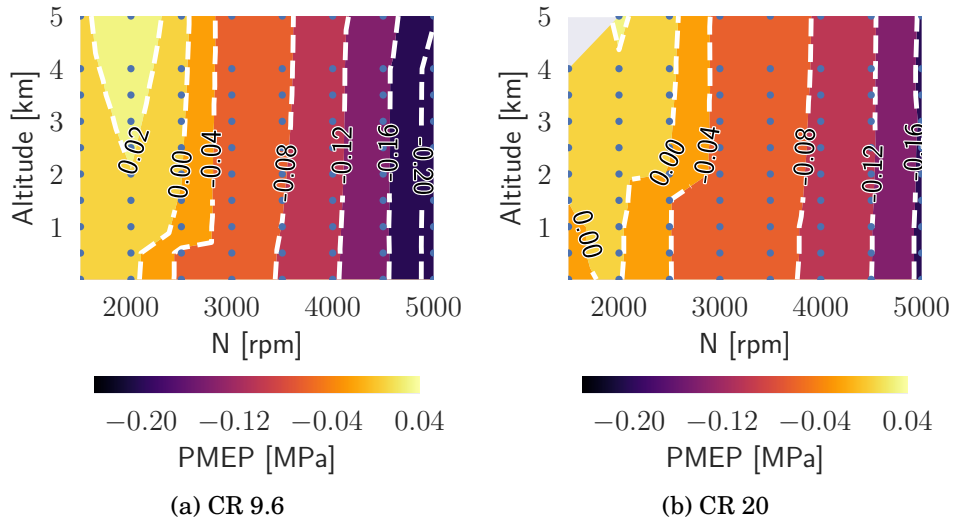 5
4
3
2
1
Altitude [km]
0.02
0.00
-0.04
-0.08
-0.12
-0.16
-0.20
2000 3000 4000 5000
N [rpm]
−0.20 −0.12 −0.04 0.04
PMEP [MPa]
(a) CR 9.6
5
4
3
2
1
Altitude [km]
0.00
0.00
-0.04
-0.08
-0.12
-0.16
2000 3000 4000 5000
N [rpm]
−0.20 −0.12 −0.04 0.04
PMEP [MPa]
(b) CR 20